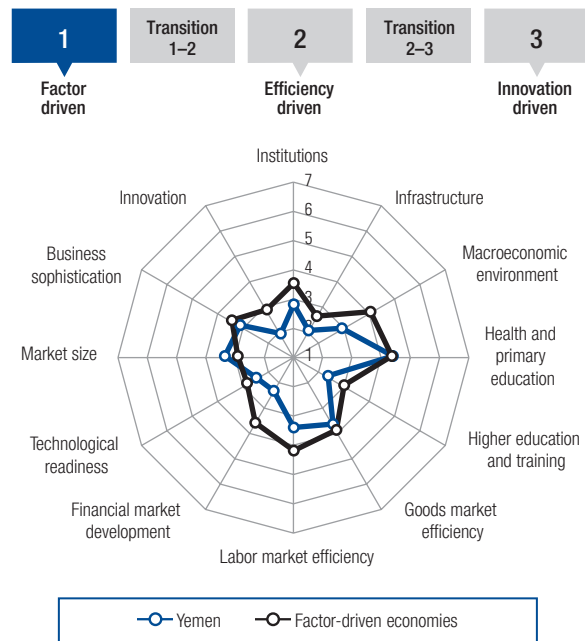 1
Transition
1–2
2
Transition
2–3
3
Factor
driven
Efficiency
driven
Innovation
driven
Institutions
Innovation
7
Infrastructure
6
5
Business
sophistication
4
Macroeconomic
environment
3
2
Market size
1
Health and
primary
education
Technological
readiness
Higher education
and training
Financial market
development
Goods market
efficiency
Labor market efficiency
Yemen
Factor-driven economies